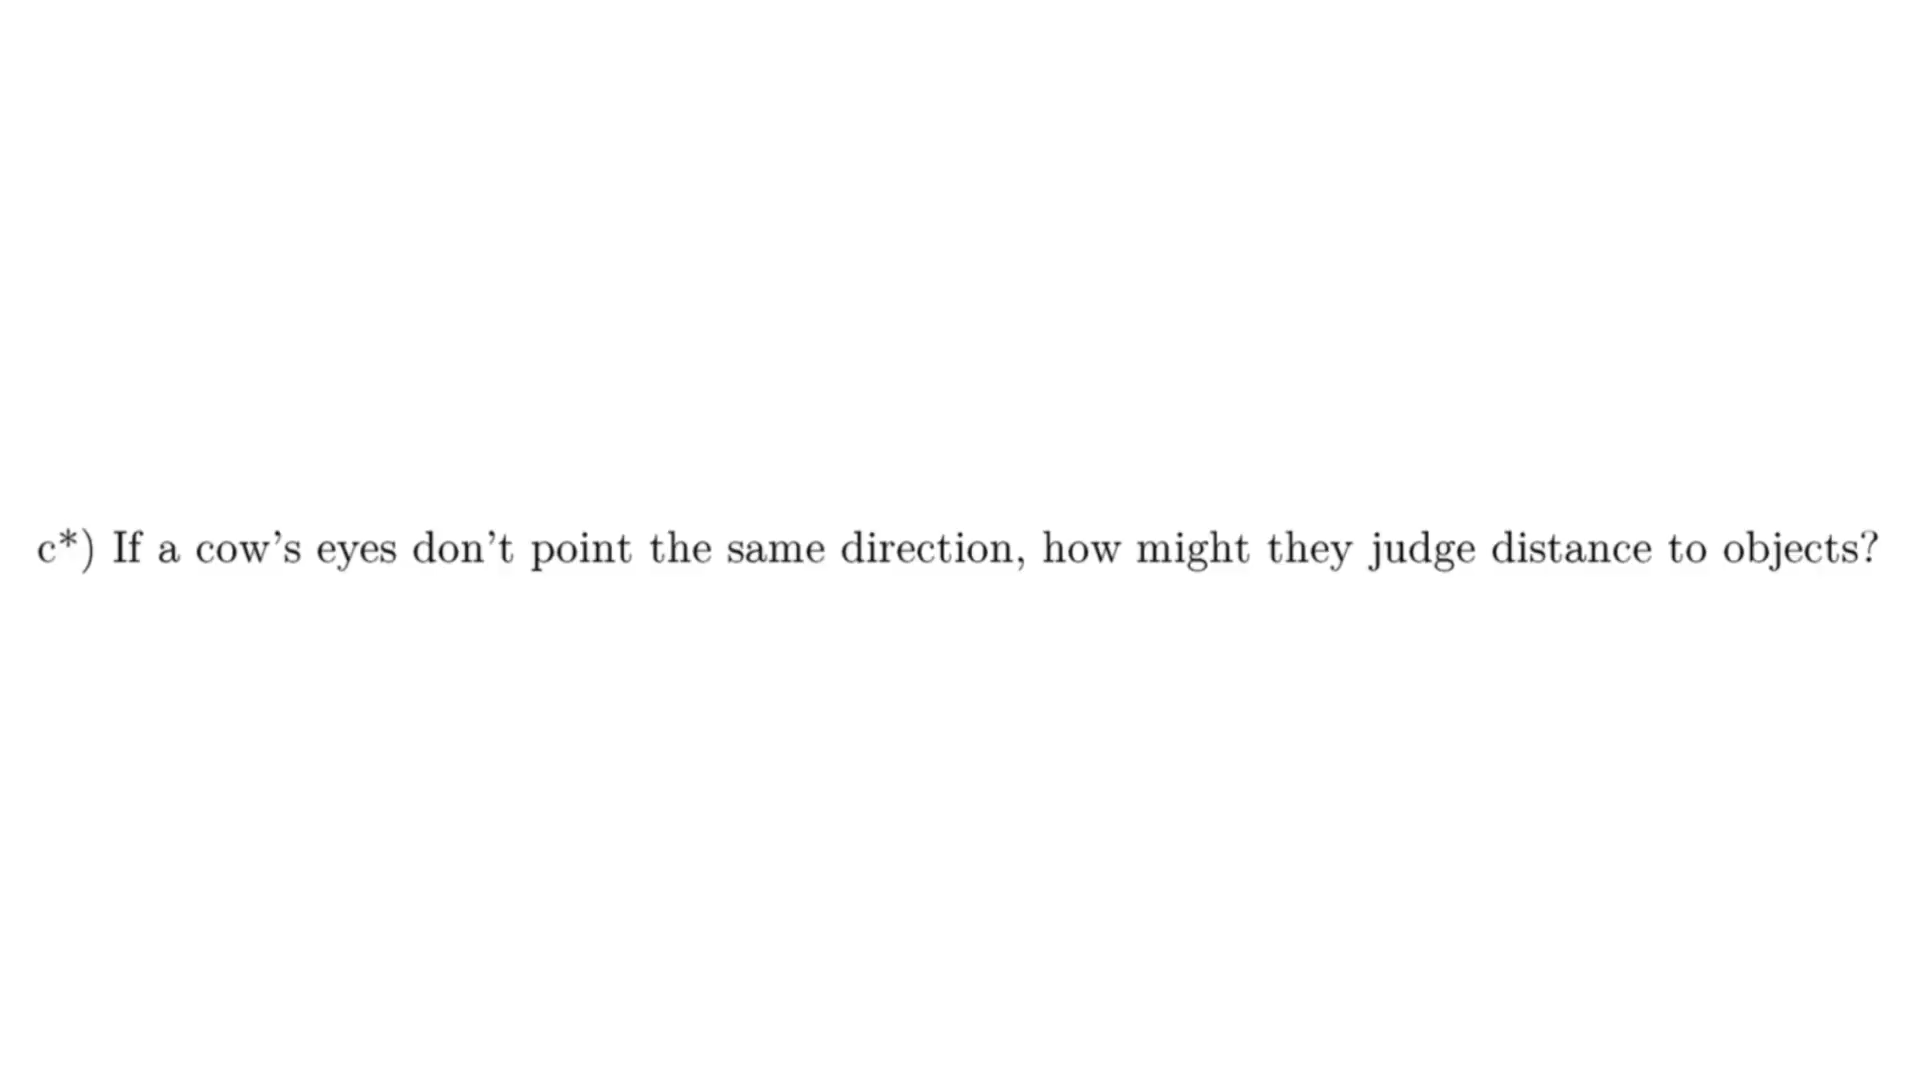 c*) If a cow's eyes don't point the same direction, how might they judge distance to objects?